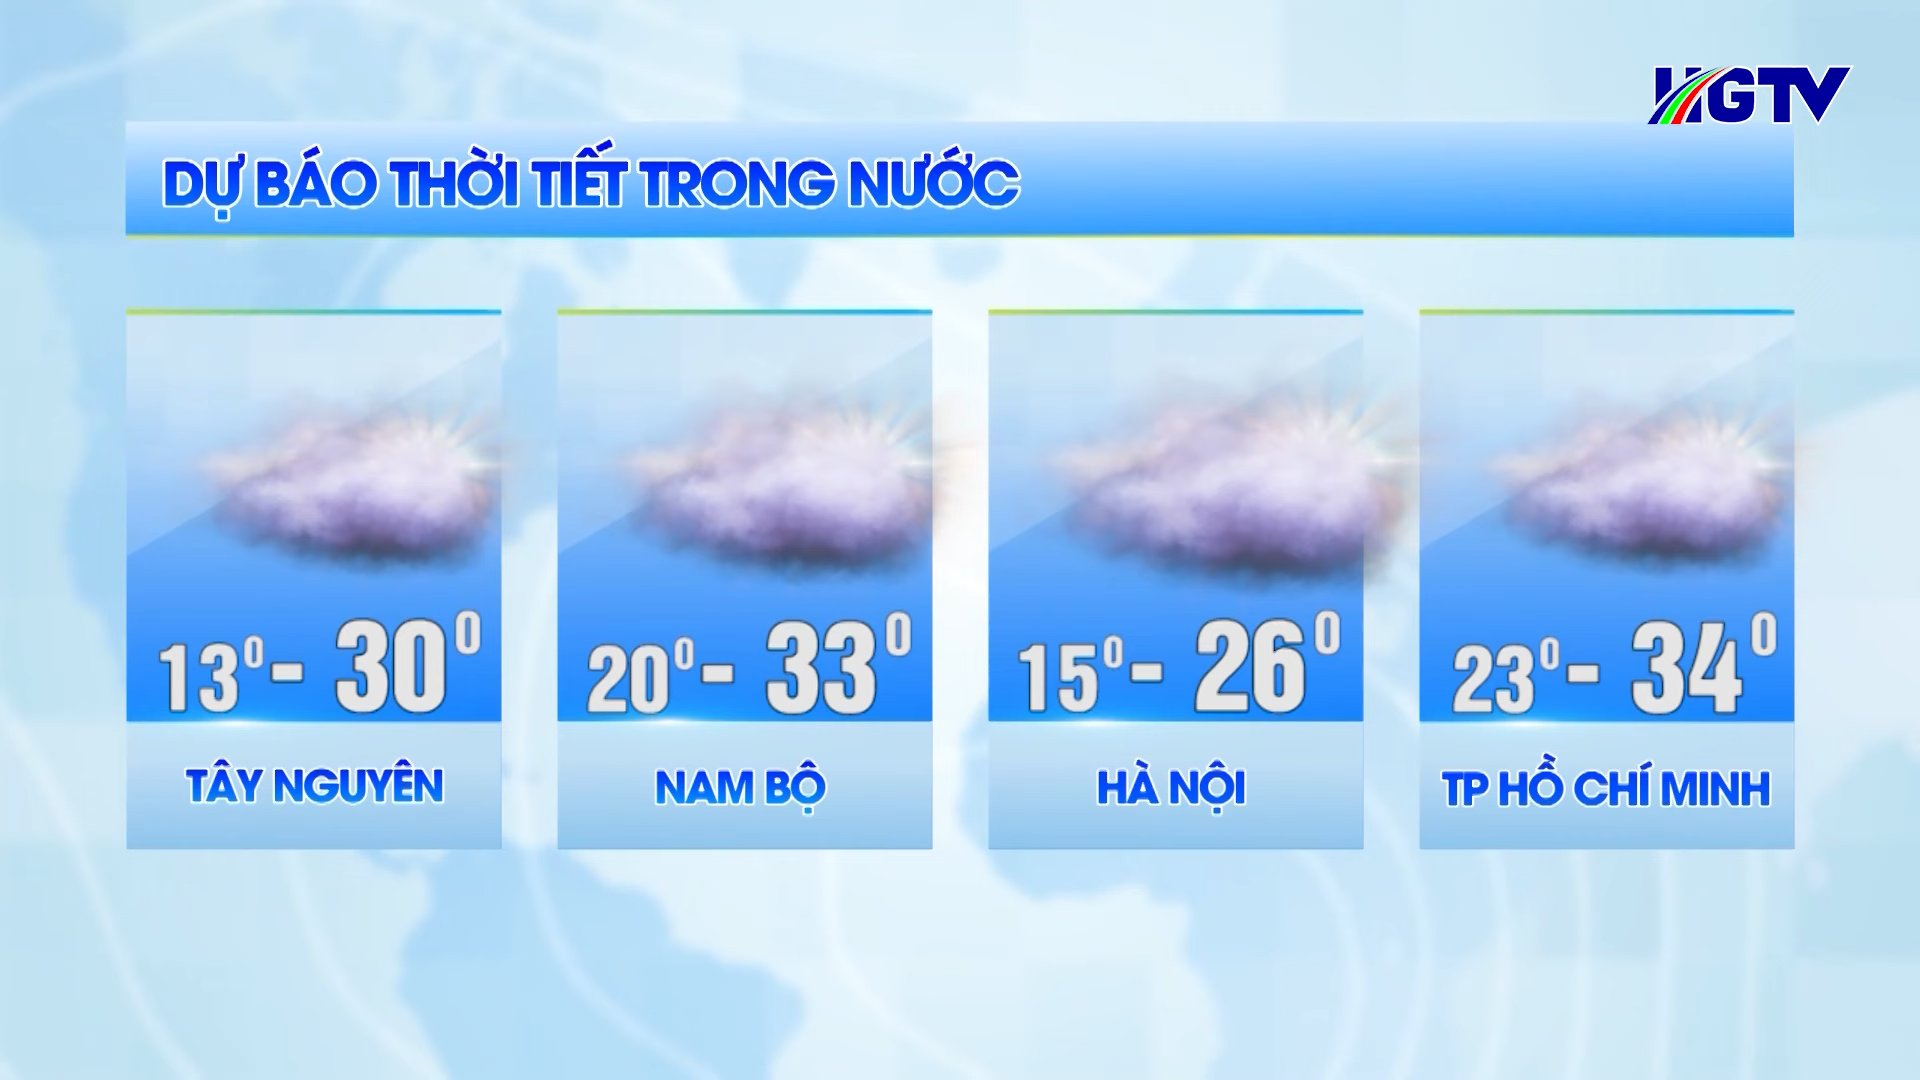 HGTV
DỰ BÁO THỜI TIẾT TRONG NƯỚC
13⁰- 30⁰
TÂY NGUYÊN
20⁰- 33⁰
NAM BỘ
15⁰- 26⁰
HÀ NỘI
23⁰- 34⁰
TP HỒ CHÍ MINH